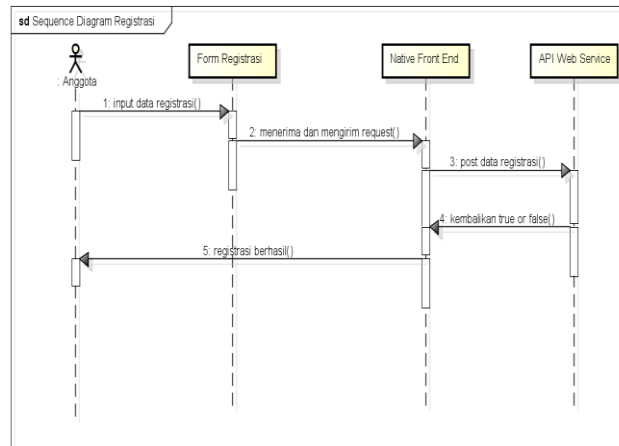 sd Sequence Diagram Registrasi
: Anggota
Form Registrasi
Native Front End
API Web Service
1: input data registrasi()
2: menerima dan mengirim request()
3: post data registrasi()
4: kembalikan true or false()
5: registrasi berhasil()